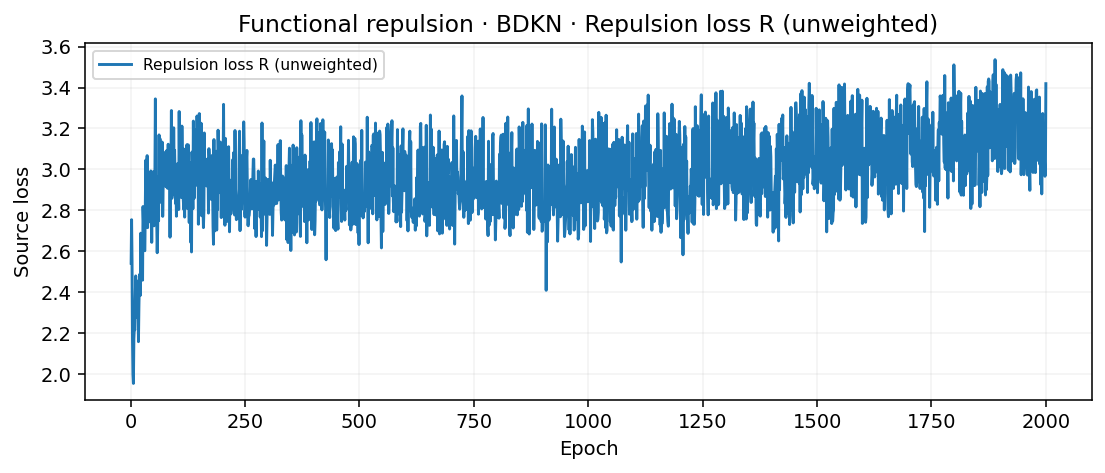 Functional repulsion · BDKN · Repulsion loss R (unweighted)
Repulsion loss R (unweighted)
Source loss
3.6
3.4
3.2
3.0
2.8
2.6
2.4
2.2
2.0
0 250 500 750 1000 1250 1500 1750 2000
Epoch